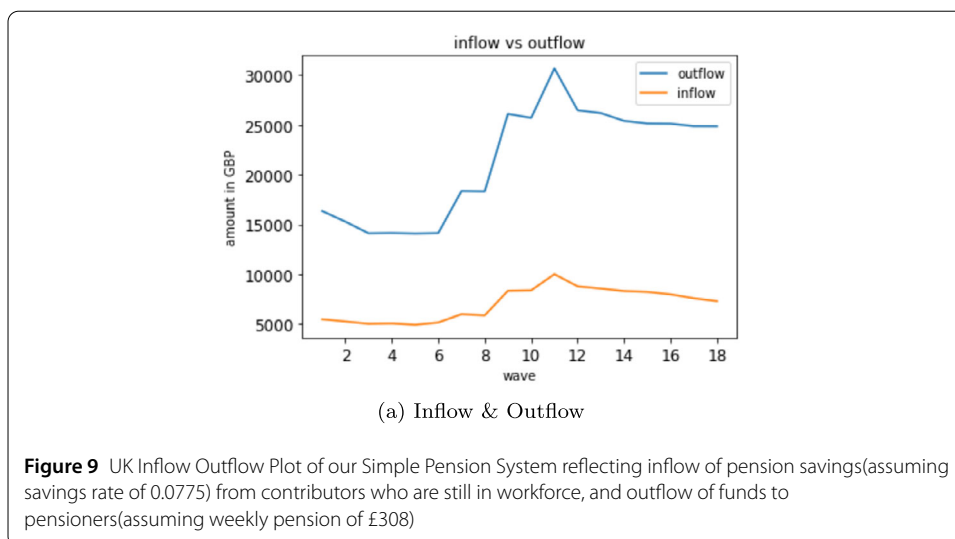 inflow vs outflow
30000
25000
20000
15000
10000
5000
amount in GBP
outflow
inflow
2 4 6 8 10 12 14 16 18
wave
(a) Inflow & Outflow
Figure 9 UK Inflow Outflow Plot of our Simple Pension System reflecting inflow of pension savings(assuming
savings rate of 0.0775) from contributors who are still in workforce, and outflow of funds to
pensioners(assuming weekly pension of £308)